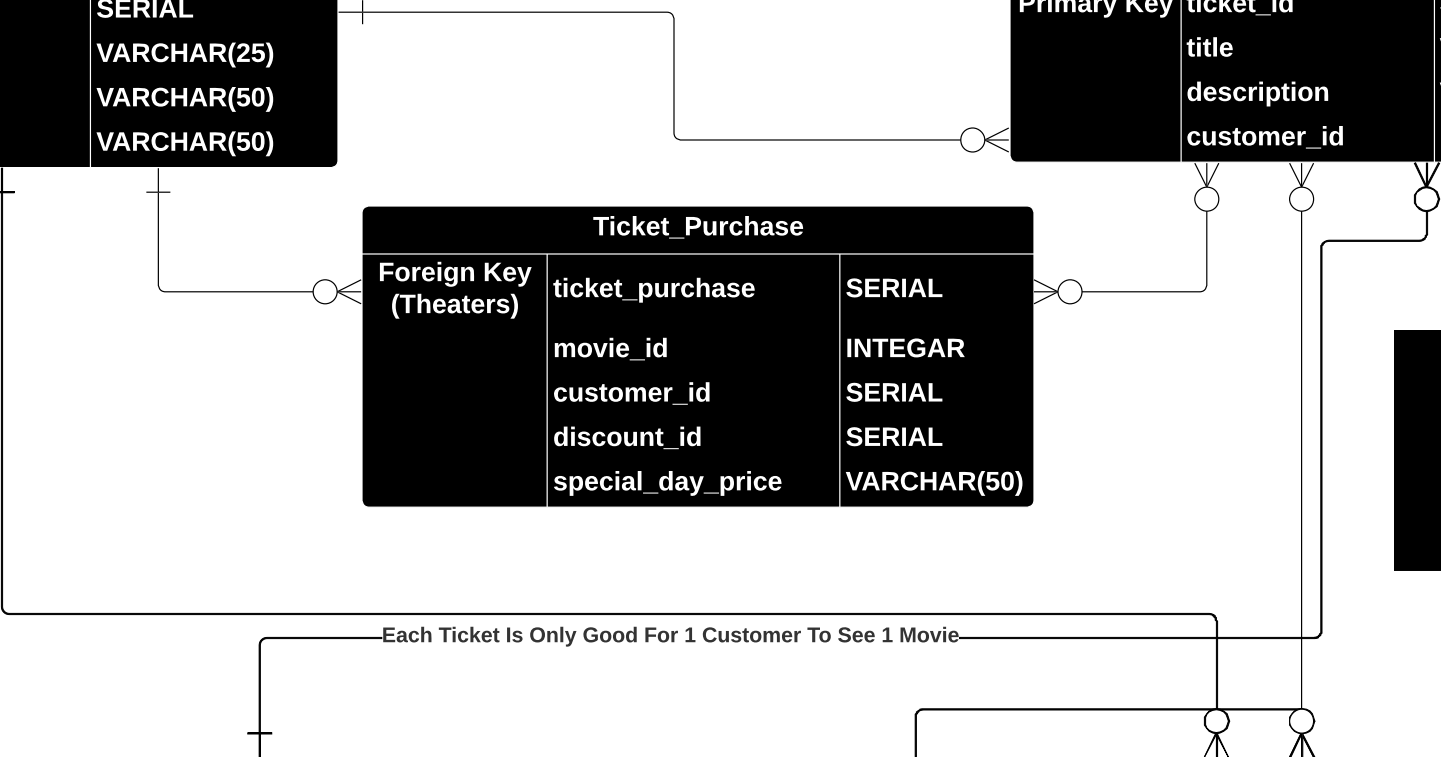 SERIAL
VARCHAR(25)
VARCHAR(50)
VARCHAR(50)
Primary Key ticket_id
title
description
customer_id
Ticket_Purchase
Foreign Key
(Theaters)
ticket_purchase SERIAL
movie_id INTEGAR
customer_id SERIAL
discount_id SERIAL
special_day_price VARCHAR(50)
Each Ticket Is Only Good For 1 Customer To See 1 Movie